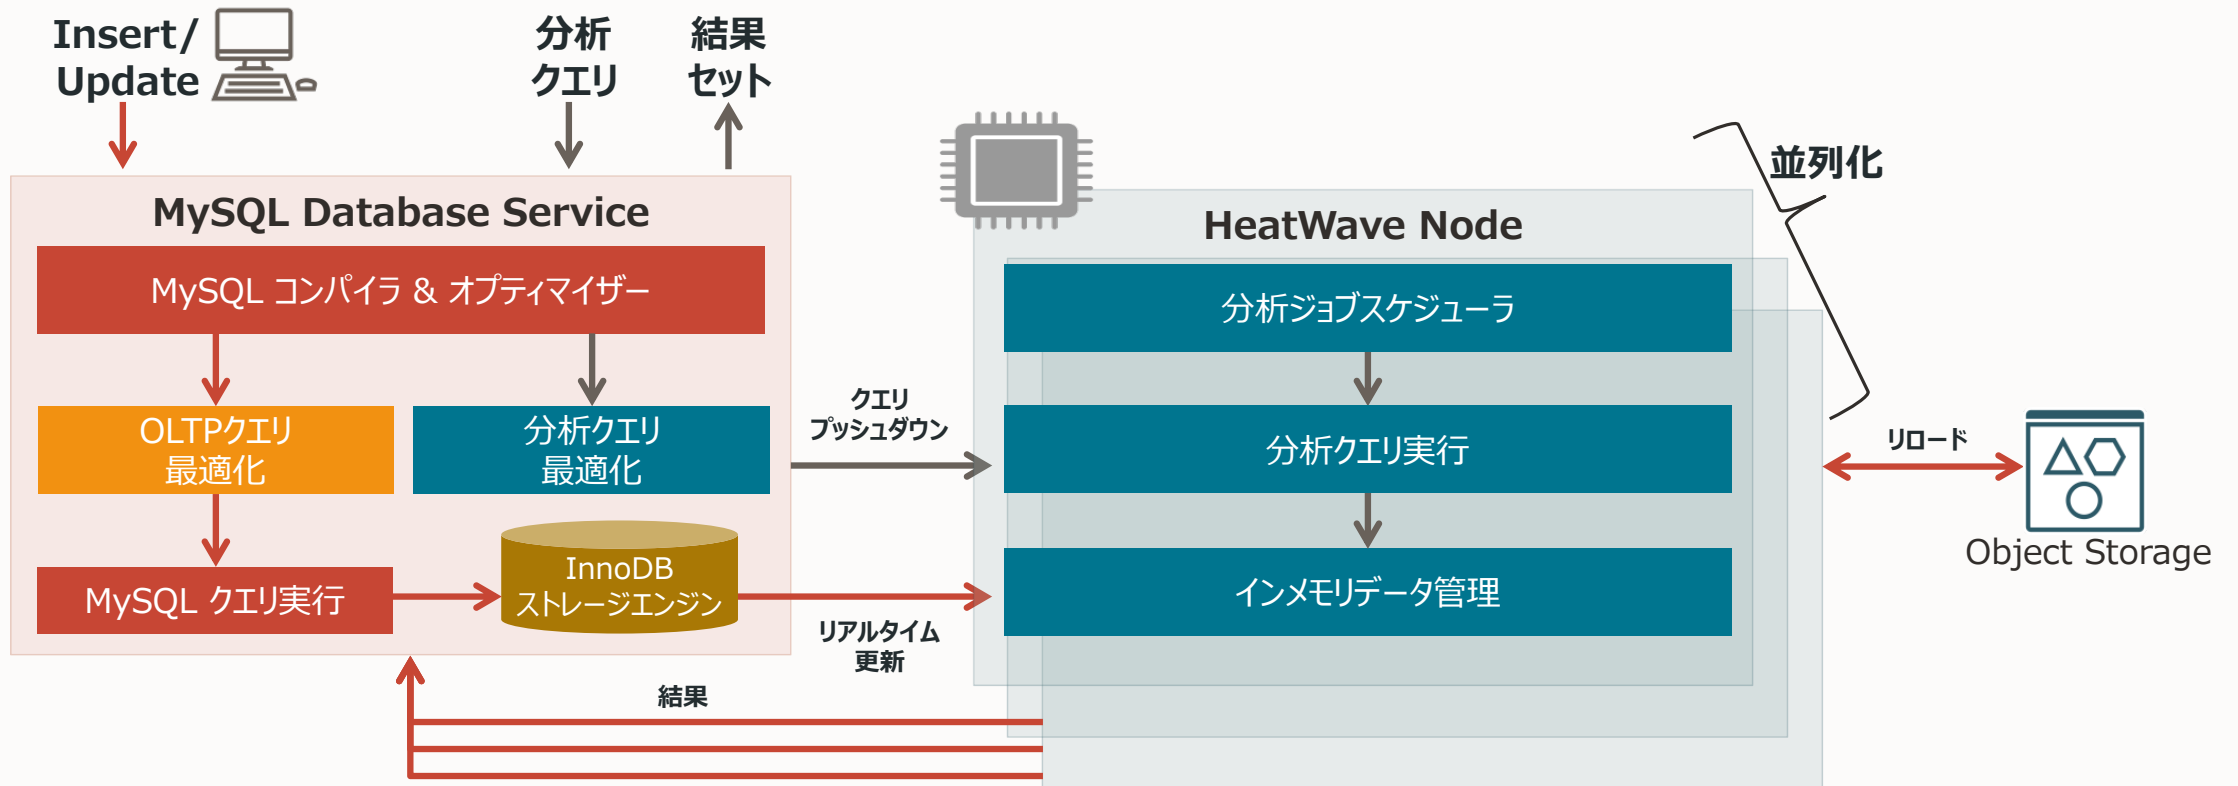 Insert/
Update
分析
クエリ
結果
セット
並列化
MySQL Database Service
HeatWave Node
MySQL コンパイラ & オプティマイザー
分析ジョブスケジューラ
OLTPクエリ
最適化
分析クエリ
最適化
クエリ
プッシュダウン
分析クエリ実行
リロード
Object Storage
MySQL クエリ実行
InnoDB
ストレージエンジン
リアルタイム
更新
インメモリデータ管理
結果